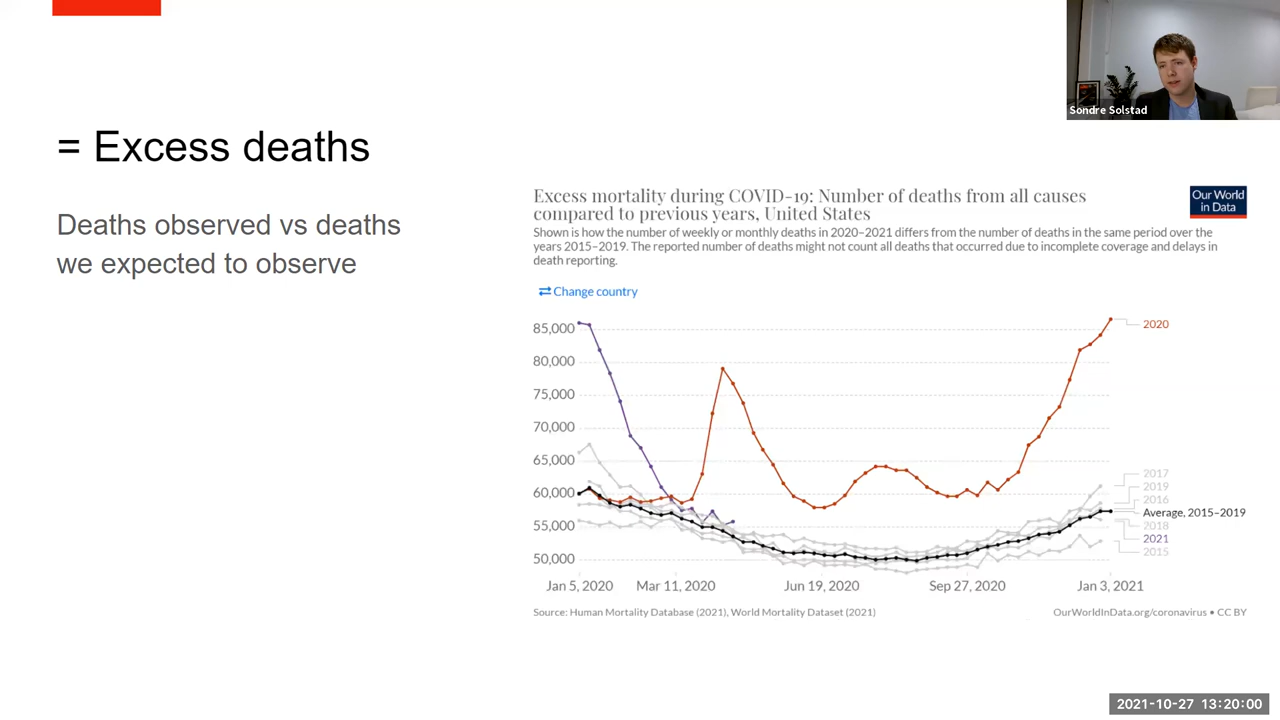 Sondre Solstad
= Excess deaths
Deaths observed vs deaths
we expected to observe
Excess mortality during COVID-19: Number of deaths from all causes
compared to previous years, United States
Our World
in Data
Shown is how the number of weekly or monthly deaths in 2020–2021 differs from the number of deaths in the same period over the
years 2015–2019. The reported number of deaths might not count all deaths that occurred due to incomplete coverage and delays in
death reporting.
⇄ Change country
85,000
80,000
75,000
70,000
65,000
60,000
55,000
50,000
2020
2017
2019
2016
Average, 2015–2019
2018
2021
2015
Jan 5, 2020 Mar 11, 2020 Jun 19, 2020 Sep 27, 2020 Jan 3, 2021
Source: Human Mortality Database (2021), World Mortality Dataset (2021) OurWorldInData.org/coronavirus • CC BY
2021-10-27 13:20:00